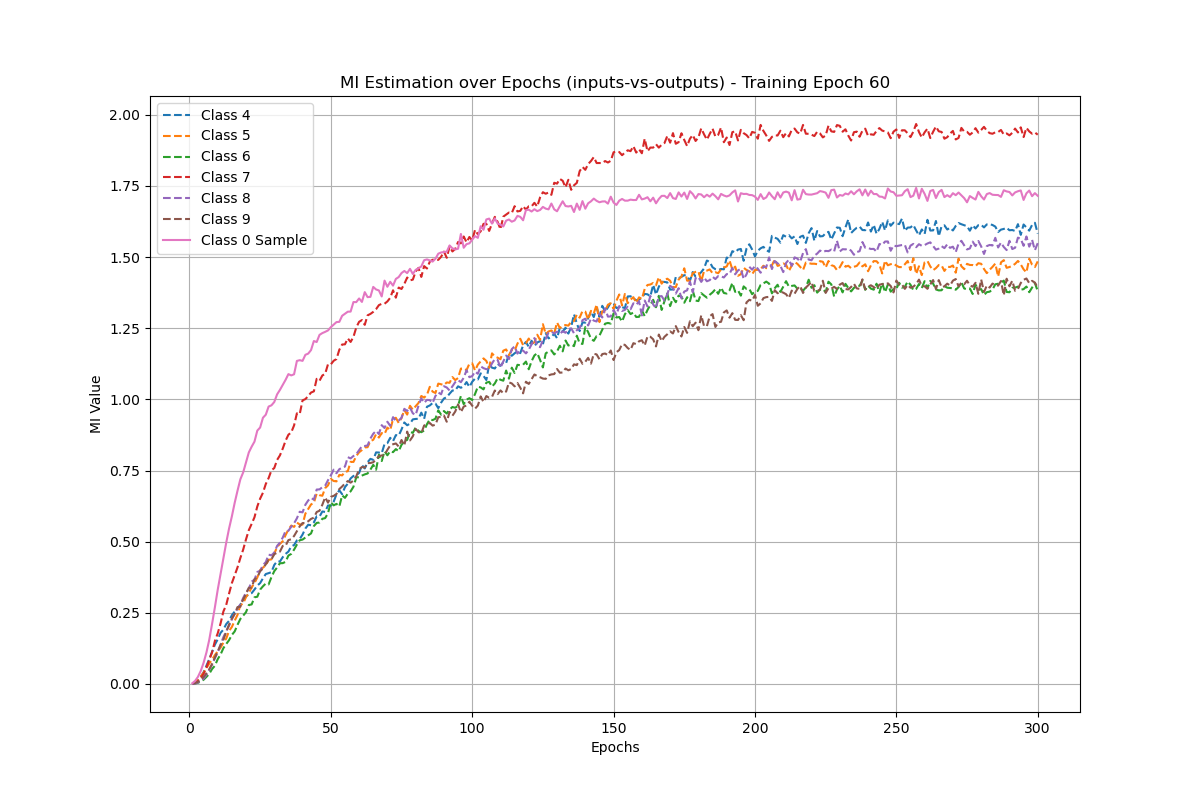 MI Estimation over Epochs (inputs-vs-outputs) - Training Epoch 60
2.00
1.75
1.50
1.25
1.00
0.75
0.50
0.25
0.00
MI Value
Class 4
Class 5
Class 6
Class 7
Class 8
Class 9
Class 0 Sample
0 50 100 150 200 250 300
Epochs